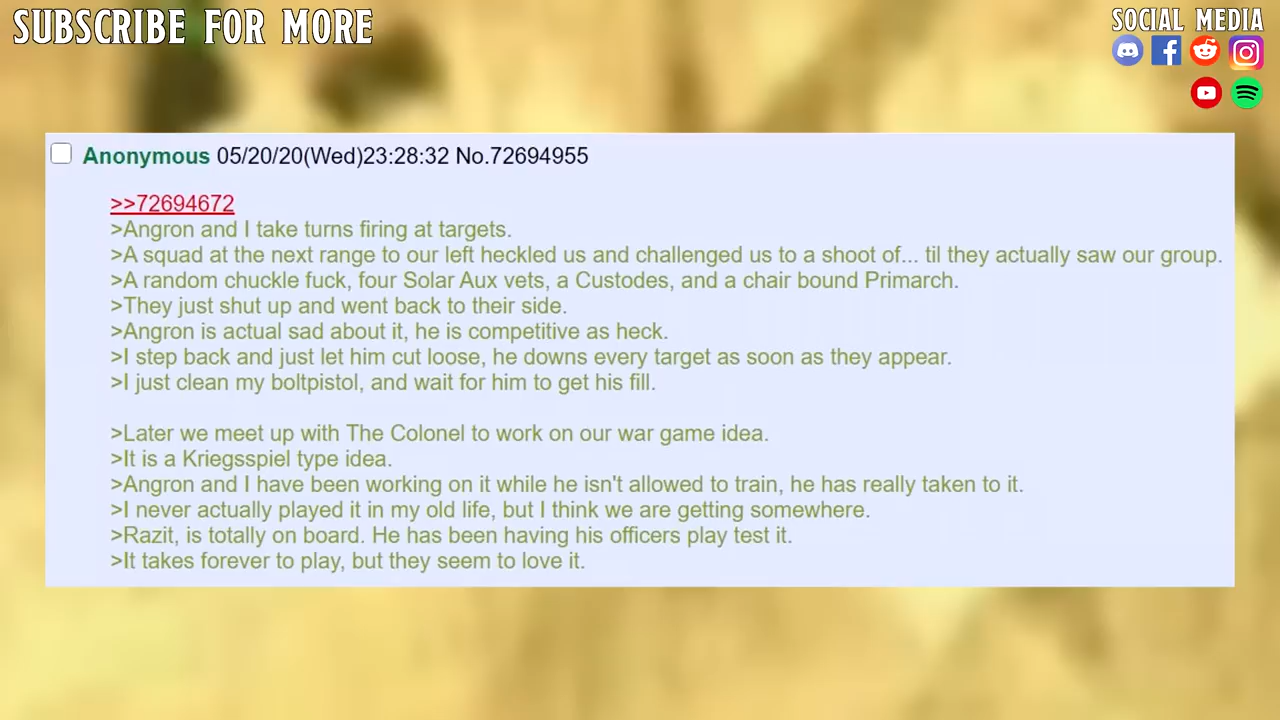 SUBSCRIBE FOR MORE
SOCIAL MEDIA
Anonymous 05/20/20(Wed)23:28:32 No.72694955
>>72694672
>Angron and I take turns firing at targets.
>A squad at the next range to our left heckled us and challenged us to a shoot of... til they actually saw our group.
>A random chuckle fuck, four Solar Aux vets, a Custodes, and a chair bound Primarch.
>They just shut up and went back to their side.
>Angron is actual sad about it, he is competitive as heck.
>I step back and just let him cut loose, he downs every target as soon as they appear.
>I just clean my boltpistol, and wait for him to get his fill.
>Later we meet up with The Colonel to work on our war game idea.
>It is a Kriegsspiel type idea.
>Angron and I have been working on it while he isn't allowed to train, he has really taken to it.
>I never actually played it in my old life, but I think we are getting somewhere.
>Razit, is totally on board. He has been having his officers play test it.
>It takes forever to play, but they seem to love it.